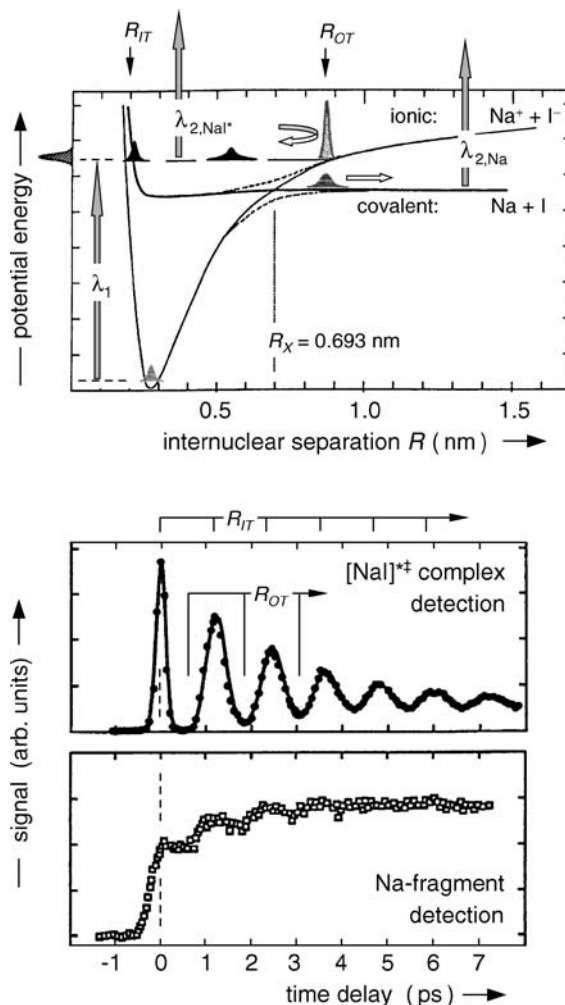 R_IT R_OT
λ_2,NaI* ionic: Na⁺ + I⁻
λ_2,Na
covalent: Na + I
λ_1
R_X = 0.693 nm
potential energy
0.5 1.0 1.5
internuclear separation R ( nm )
R_IT
[NaI]*‡ complex
R_OT detection
signal (arb. units)
Na-fragment
detection
-1 0 1 2 3 4 5 6 7
time delay ( ps )